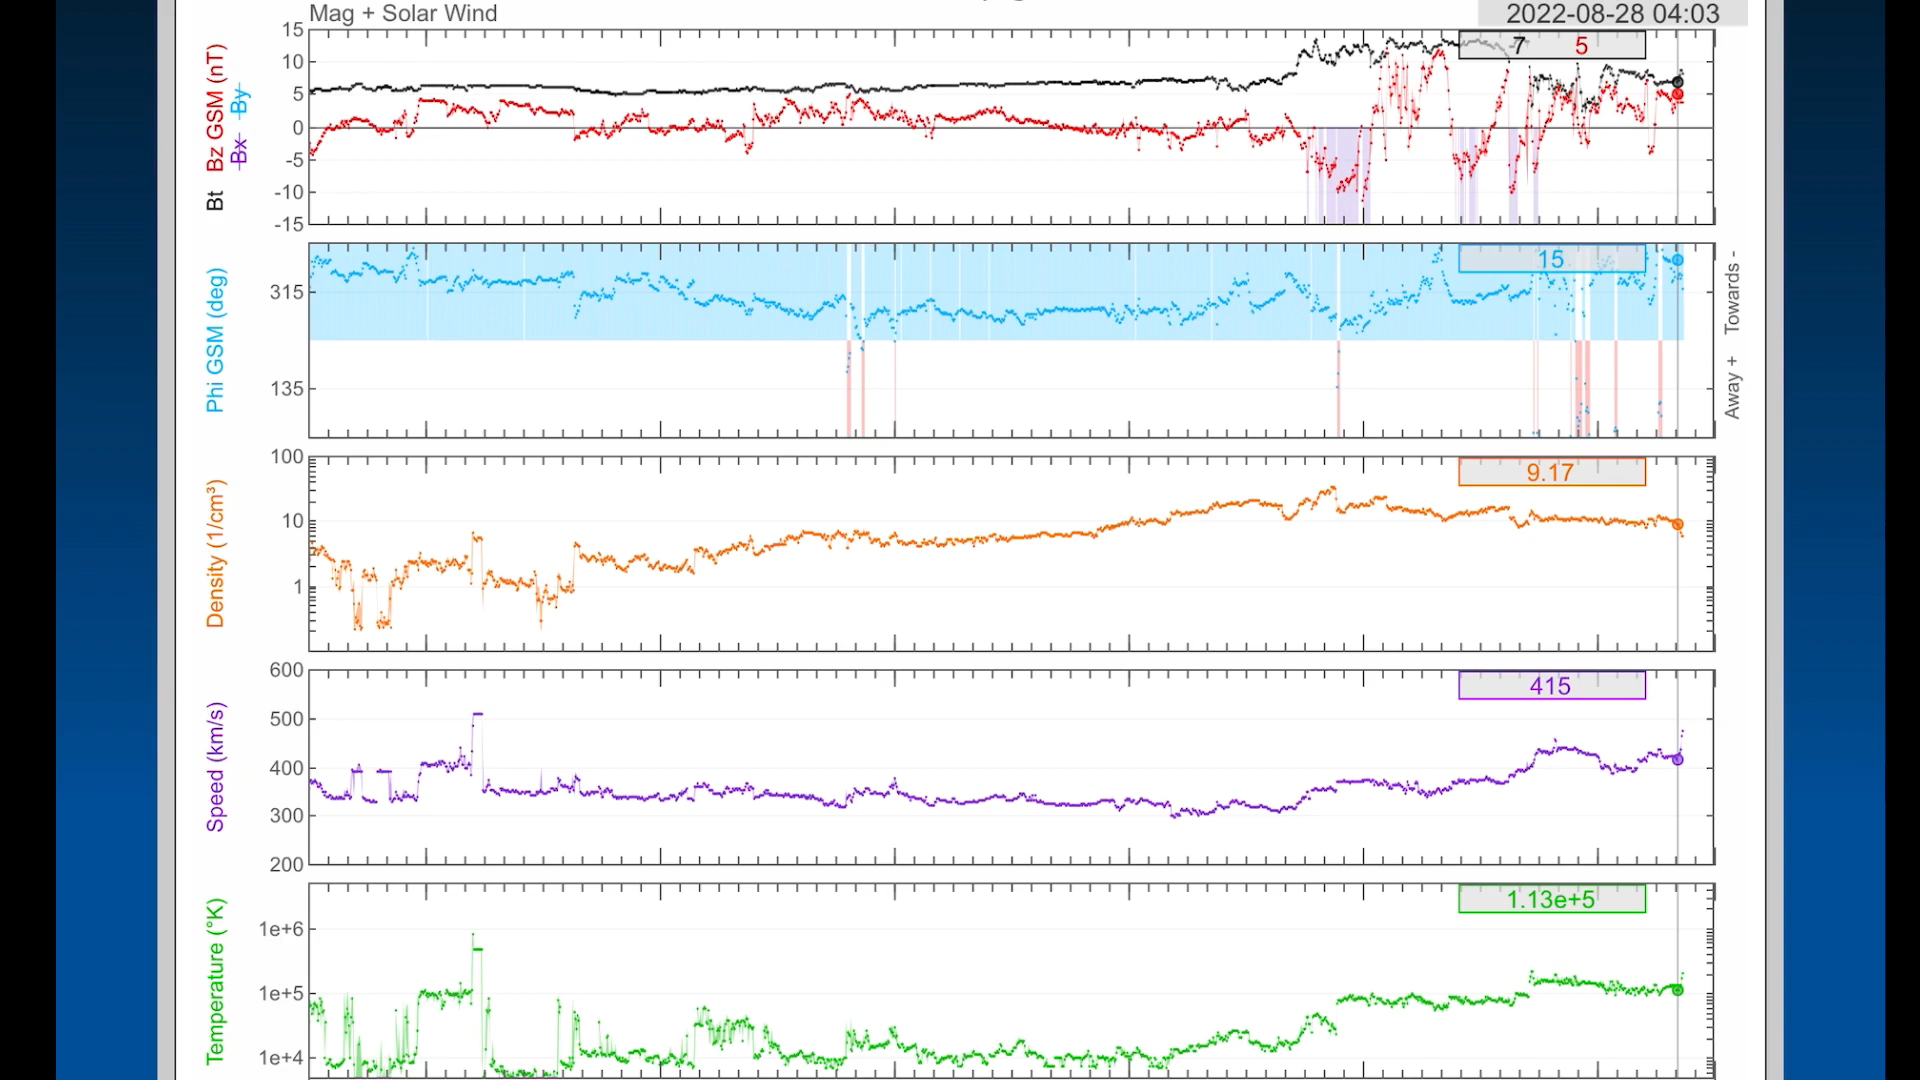 Mag + Solar Wind
2022-08-28 04:03
15
10
5
0
-5
-10
-15
Bt Bz GSM (nT)
Bx By
7 5
315
135
Phi GSM (deg)
15
Away + Towards -
100
10
1
Density (1/cm³)
9.17
600
500
400
300
200
Speed (km/s)
415
1e+6
1e+5
1e+4
Temperature (°K)
1.13e+5